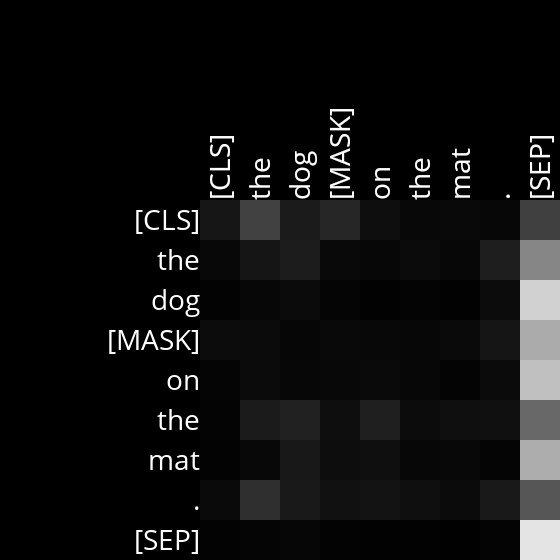 [CLS] the dog [MASK] on the mat . [SEP]
[CLS]
the
dog
[MASK]
on
the
mat
.
[SEP]